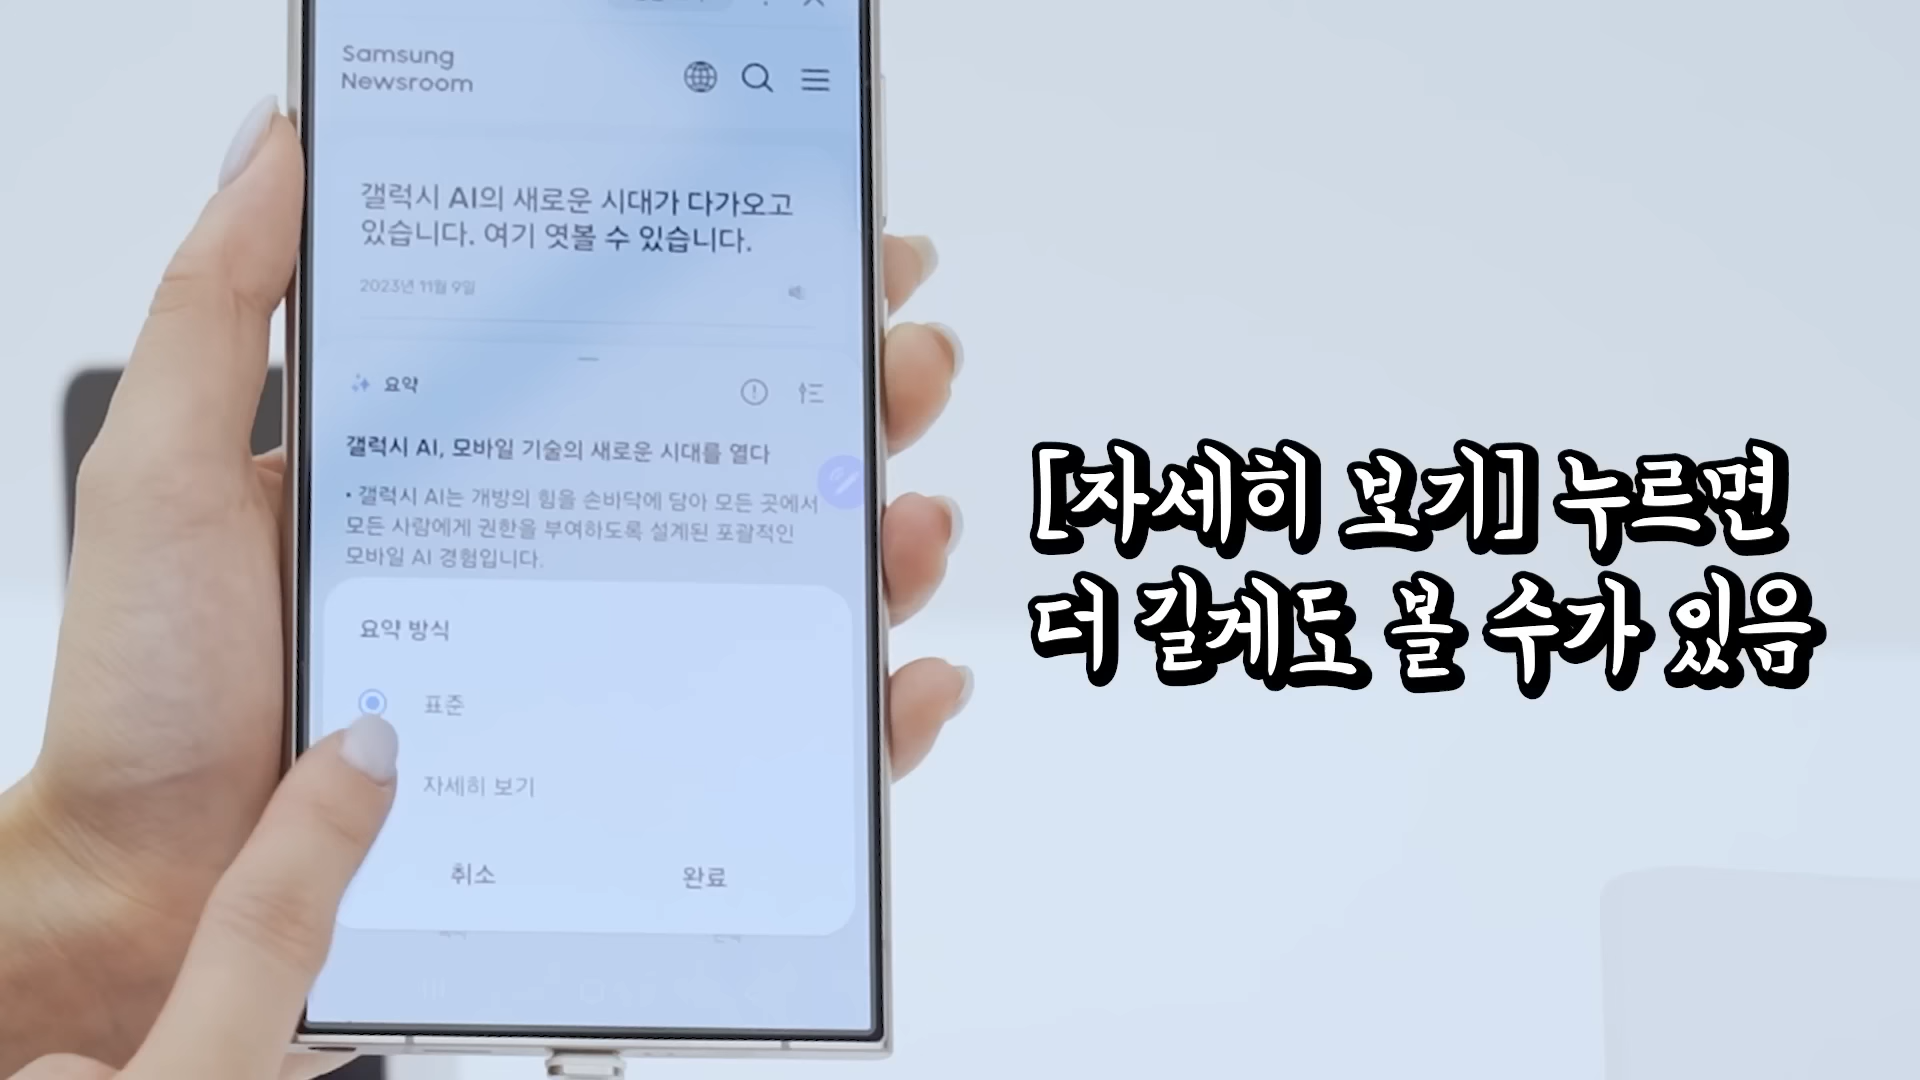 Samsung
Newsroom
갤럭시 AI의 새로운 시대가 다가오고
있습니다. 여기 엿볼 수 있습니다.
2023년 11월 9일
요약
갤럭시 AI, 모바일 기술의 새로운 시대를 열다
• 갤럭시 AI는 개방의 힘을 손바닥에 담아 모든 곳에서
모든 사람에게 권한을 부여하도록 설계된 포괄적인
모바일 AI 경험입니다.
요약 방식
표준
자세히 보기
취소 완료
[자세히 보기] 누르면
더 길게도 볼 수가 있음